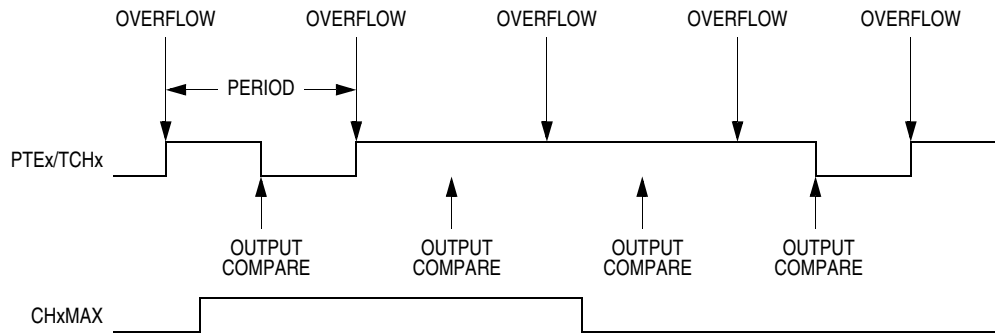 OVERFLOW OVERFLOW OVERFLOW OVERFLOW OVERFLOW
PERIOD
PTEx/TCHx
OUTPUT OUTPUT OUTPUT OUTPUT
COMPARE COMPARE COMPARE COMPARE
CHxMAX